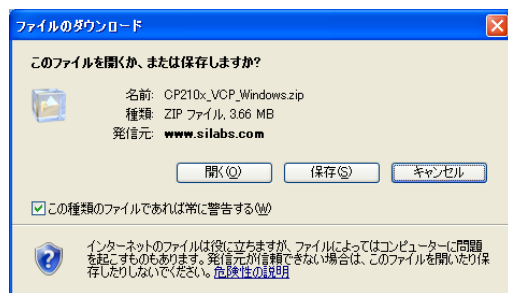 ファイルのダウンロード
このファイルを開くか、または保存しますか?
名前: CP210x_VCP_Windows.zip
種類: ZIP ファイル, 3.66 MB
発信元: www.silabs.com
開く(O)
保存(S)
キャンセル
この種類のファイルであれば常に警告する(W)
インターネットのファイルは役に立ちますが、ファイルによってはコンピューターに問題
を起こすものもあります。発信元が信頼できない場合は、このファイルを開いたり保
存したりしないでください。危険性の説明